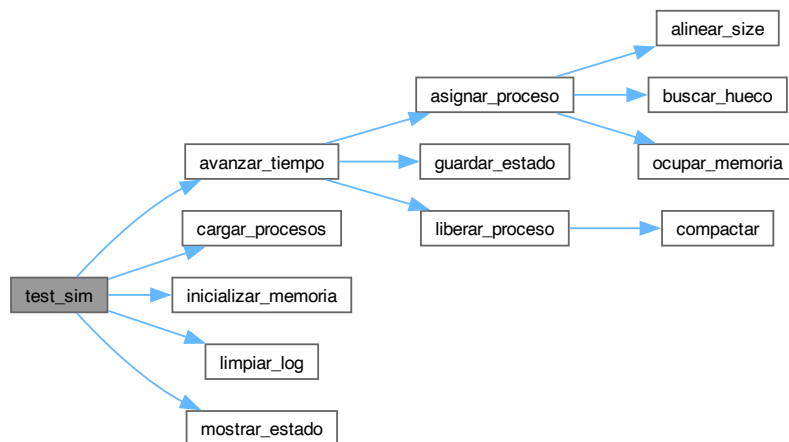 alinear_size
asignar_proceso
buscar_hueco
avanzar_tiempo
guardar_estado
ocupar_memoria
cargar_procesos
liberar_proceso
compactar
test_sim
inicializar_memoria
limpiar_log
mostrar_estado